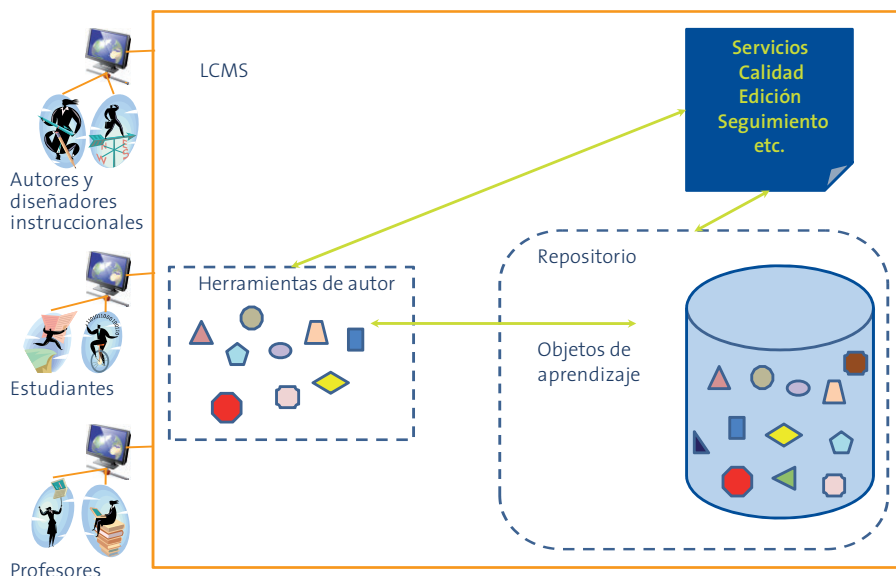 LCMS
Servicios
Calidad
Edición
Seguimiento
etc.
Autores y
diseñadores
instruccionales
Repositorio
Herramientas de autor
Objetos de
aprendizaje
Estudiantes
Profesores